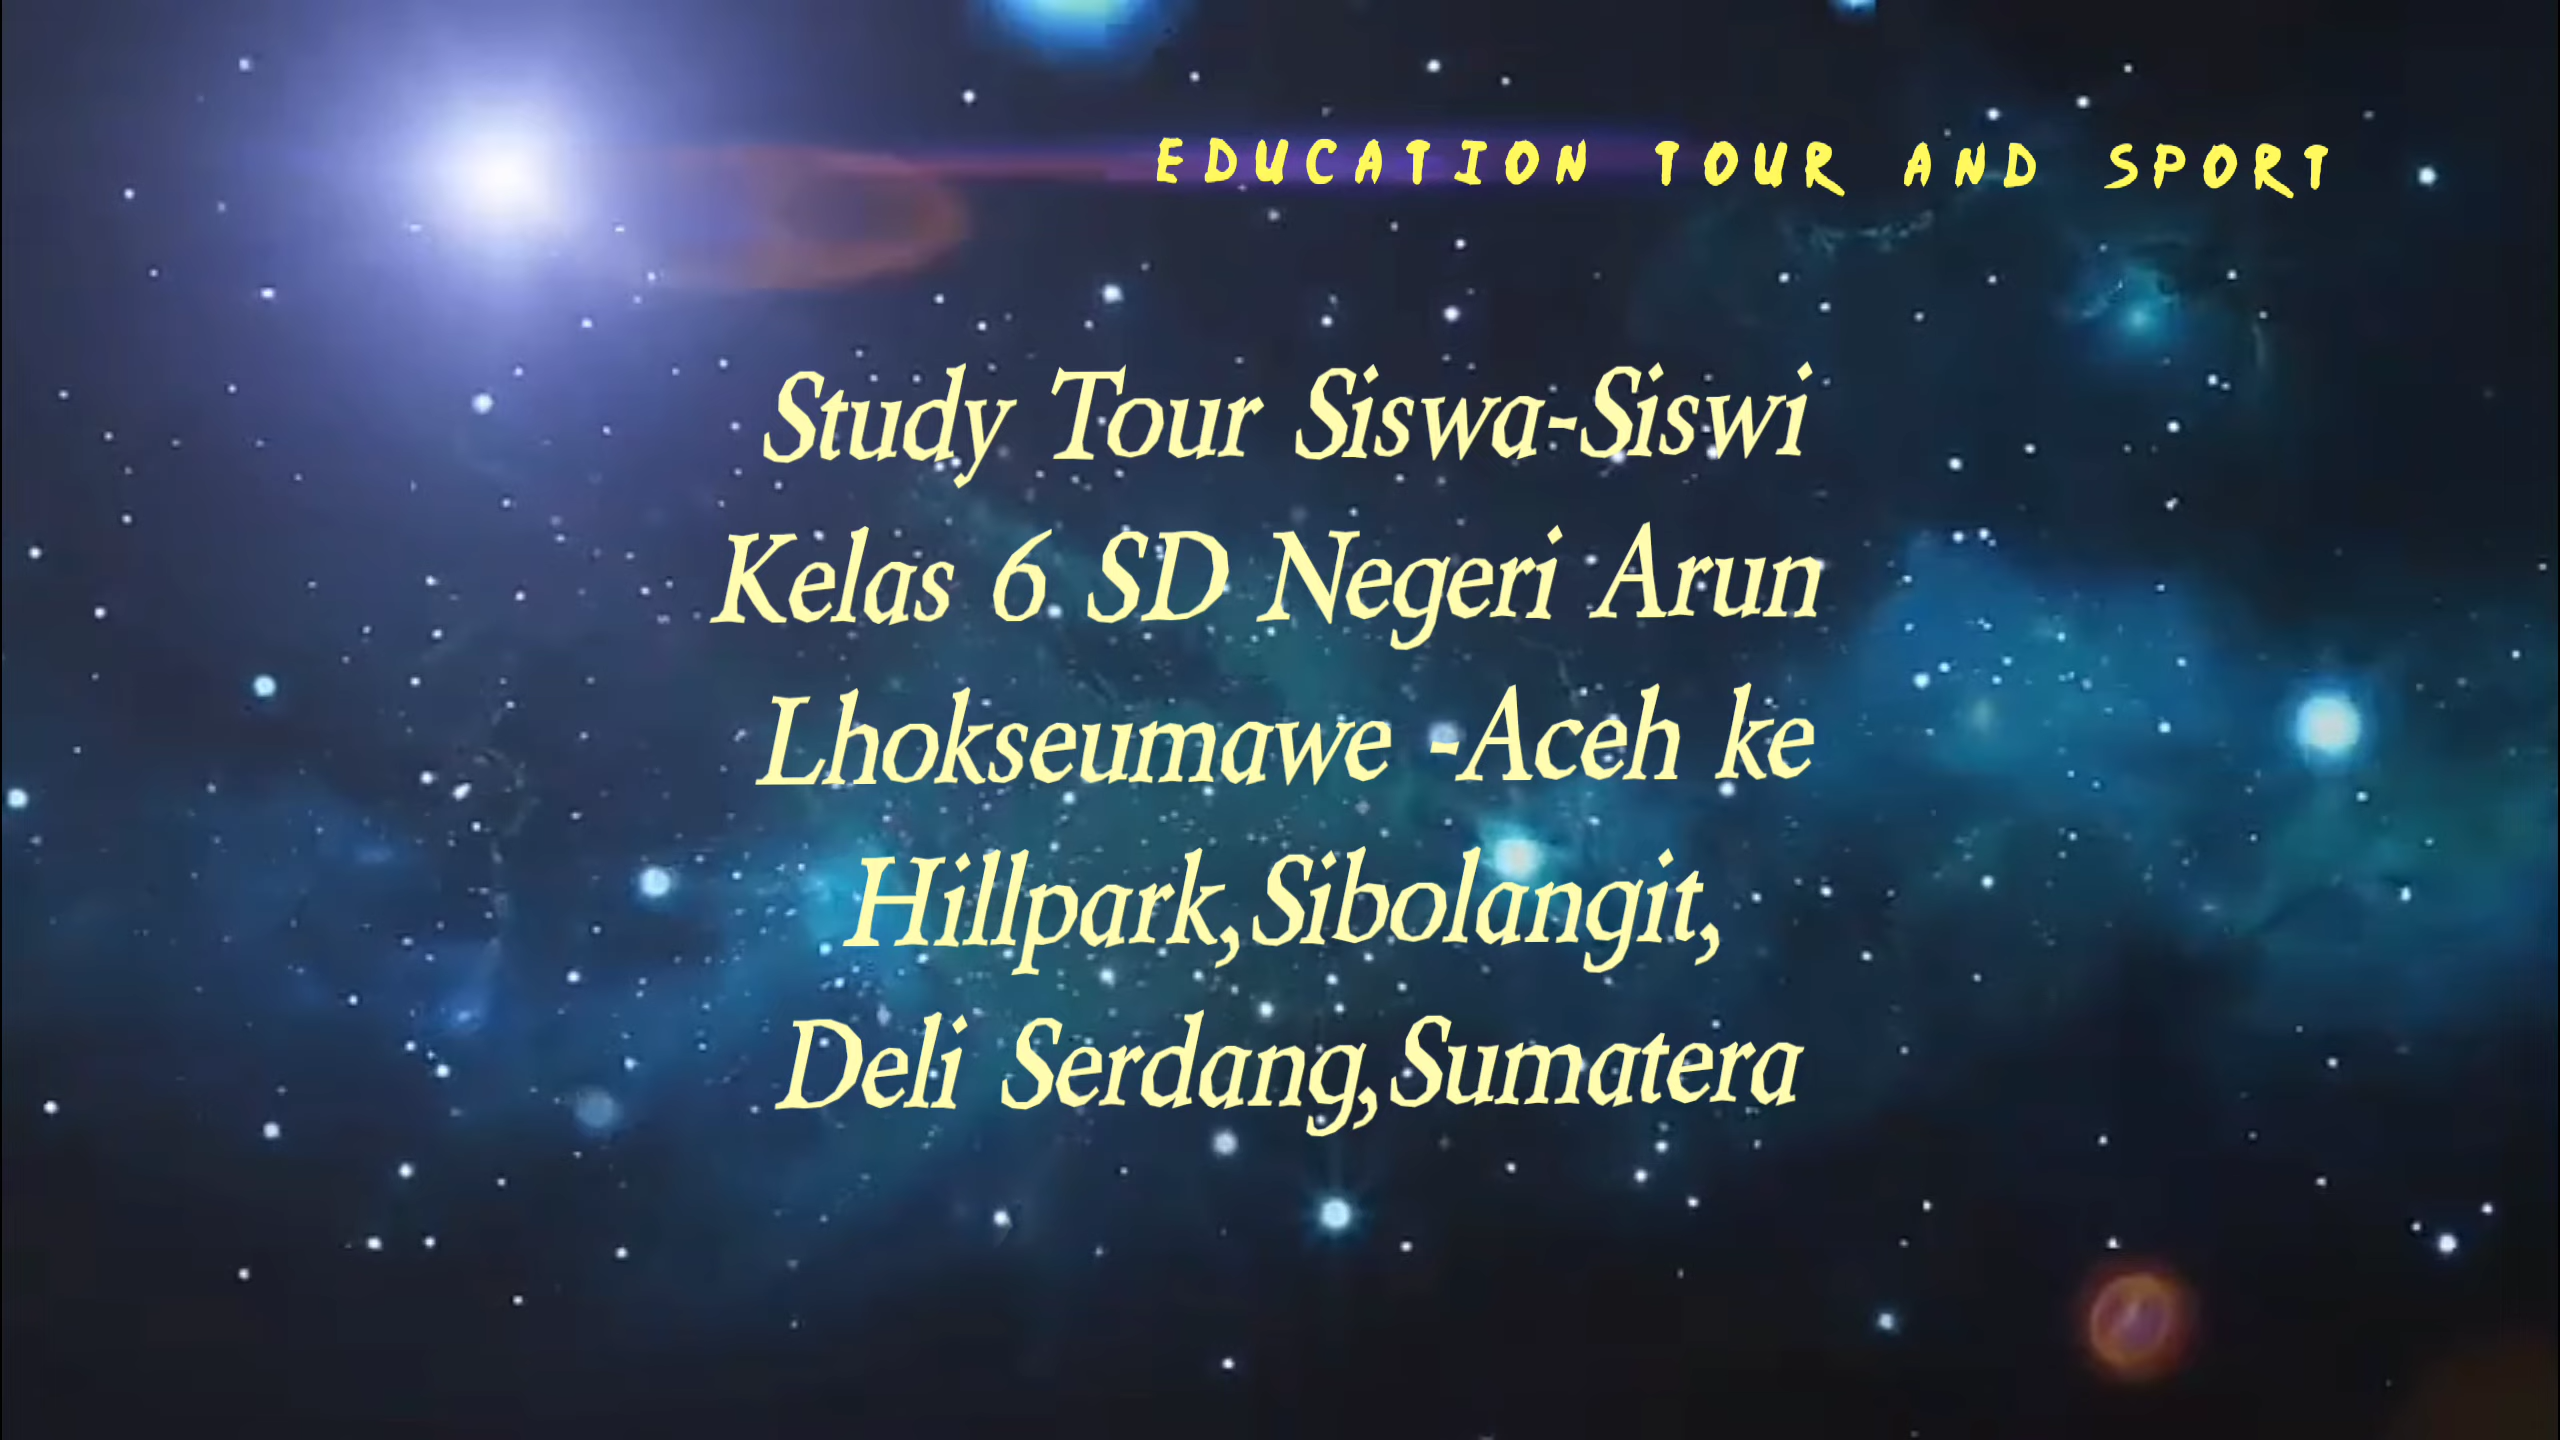 EDUCATION TOUR AND SPORT
Study Tour Siswa-Siswi
Kelas 6 SD Negeri Arun
Lhokseumawe -Aceh ke
Hillpark,Sibolangit,
Deli Serdang,Sumatera